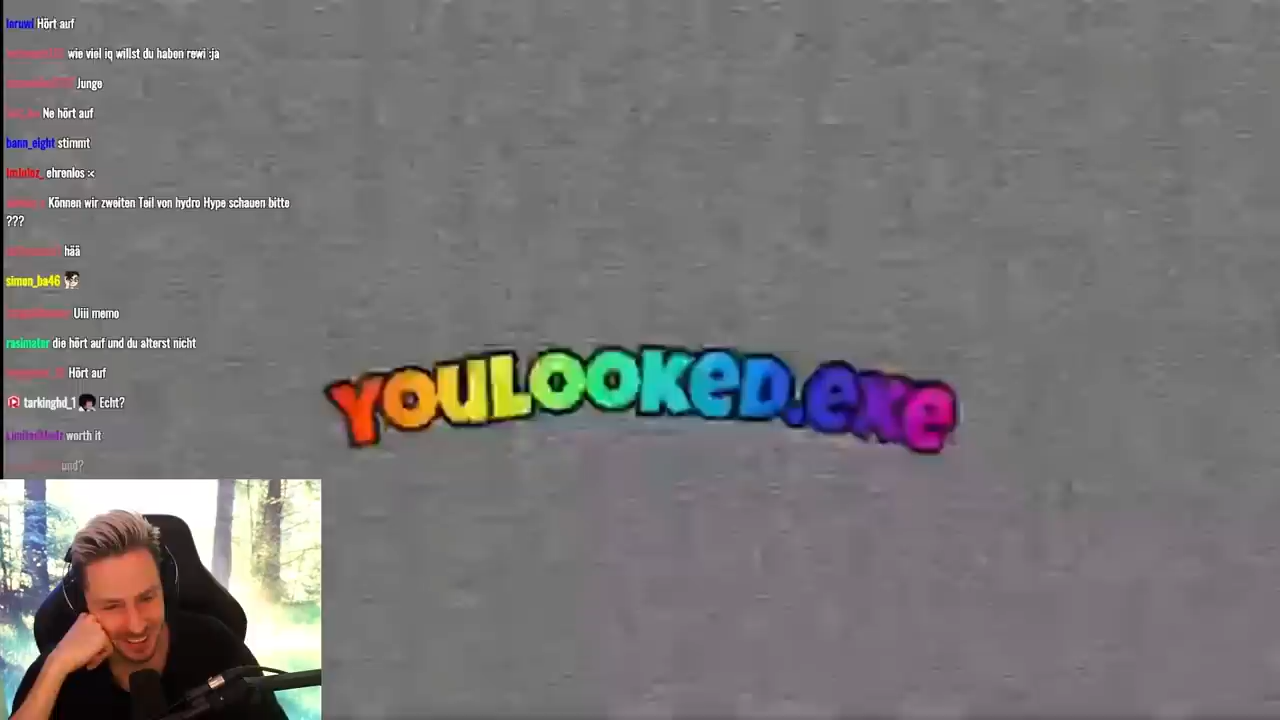 loruwl Hört auf
wie viel iq willst du haben rewi :ja
Junge
Ne hört auf
bann_eight stimmt
ehrenlos :x
Können wir zweiten Teil von hydro Hype schauen bitte
???
hää
simon_ba46
Uiii memo
rasimater die hört auf und du alterst nicht
Hört auf
tarkinghd_1 Echt?
worth it
und?
YOULOOKED.exe